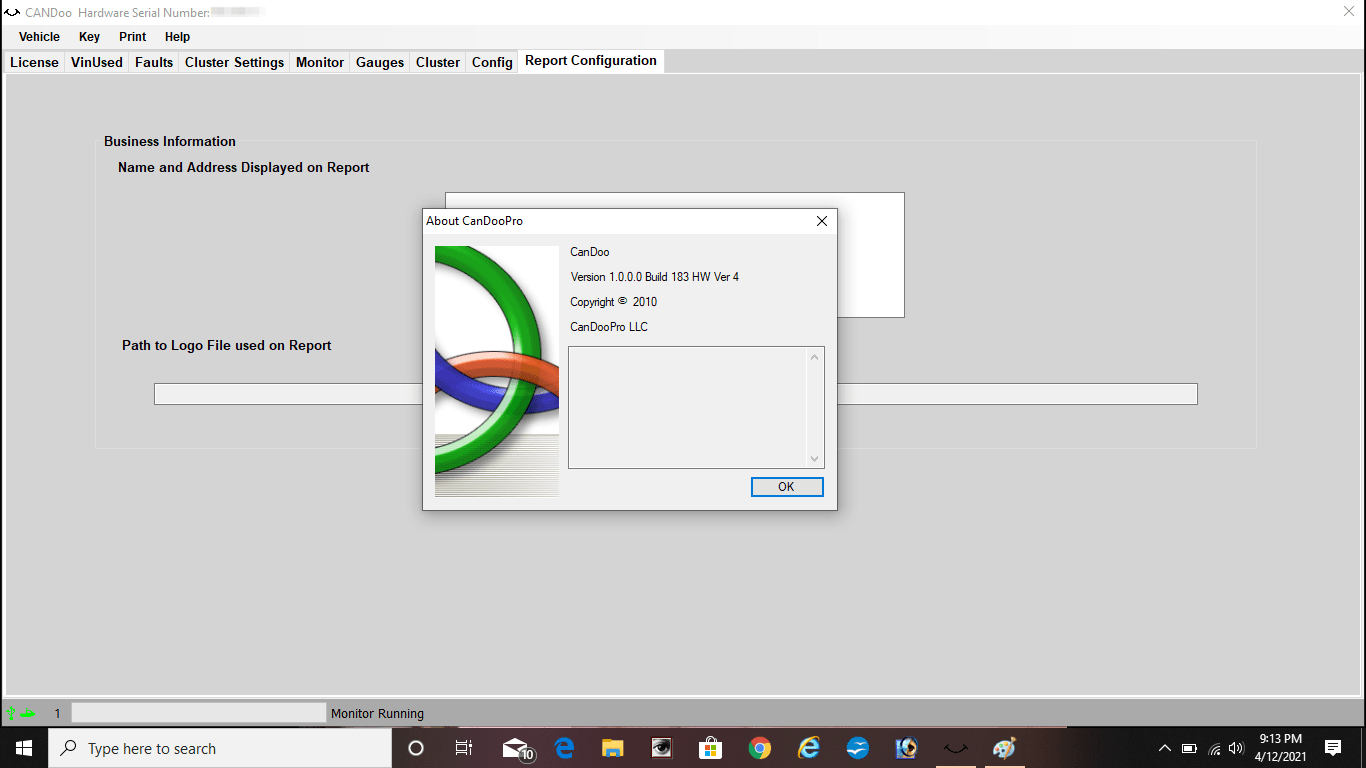 CANDoo Hardware Serial Number:
Vehicle Key Print Help
License VinUsed Faults Cluster Settings Monitor Gauges Cluster Config Report Configuration
Business Information
Name and Address Displayed on Report
About CanDooPro
CanDoo
Version 1.0.0.0 Build 183 HW Ver 4
Copyright © 2010
CanDooPro LLC
Path to Logo File used on Report
OK
1 Monitor Running
Type here to search
10
9:13 PM
4/12/2021